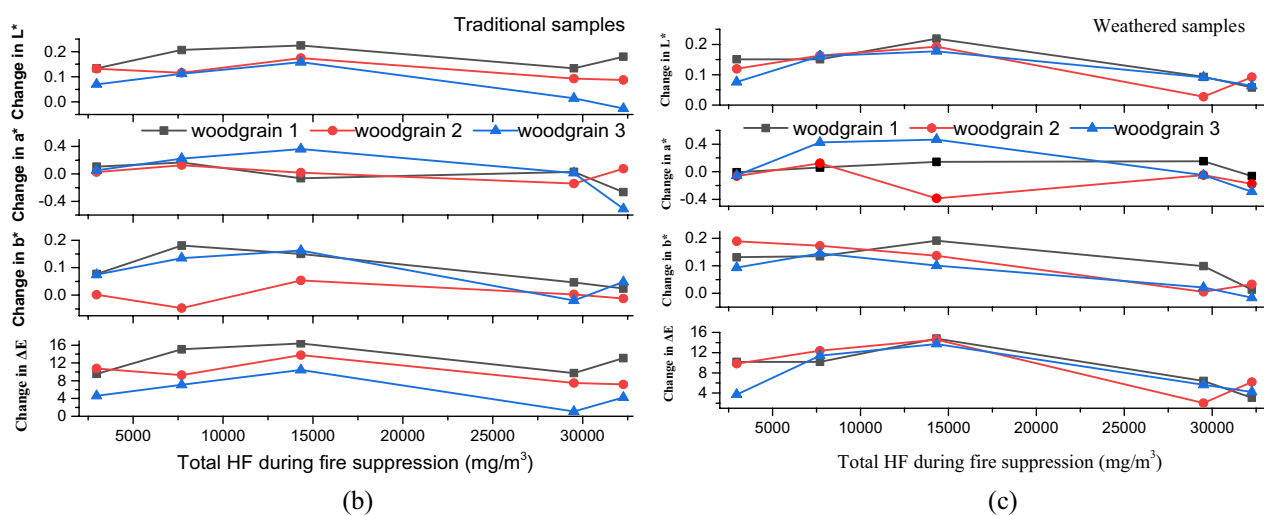 Traditional samples
Change in L*
0.2
0.1
0.0
woodgrain 1 woodgrain 2 woodgrain 3
Change in a*
0.4
0.0
-0.4
Change in b*
0.2
0.1
0.0
Change in ΔE
16
12
8
4
0
5000 10000 15000 20000 25000 30000
Total HF during fire suppression (mg/m³)
(b)
Weathered samples
Change in L*
0.2
0.1
0.0
woodgrain 1 woodgrain 2 woodgrain 3
Change in a*
0.4
0.0
-0.4
Change in b*
0.2
0.1
0.0
Change in ΔE
16
12
8
4
5000 10000 15000 20000 25000 30000
Total HF during fire suppression (mg/m³)
(c)